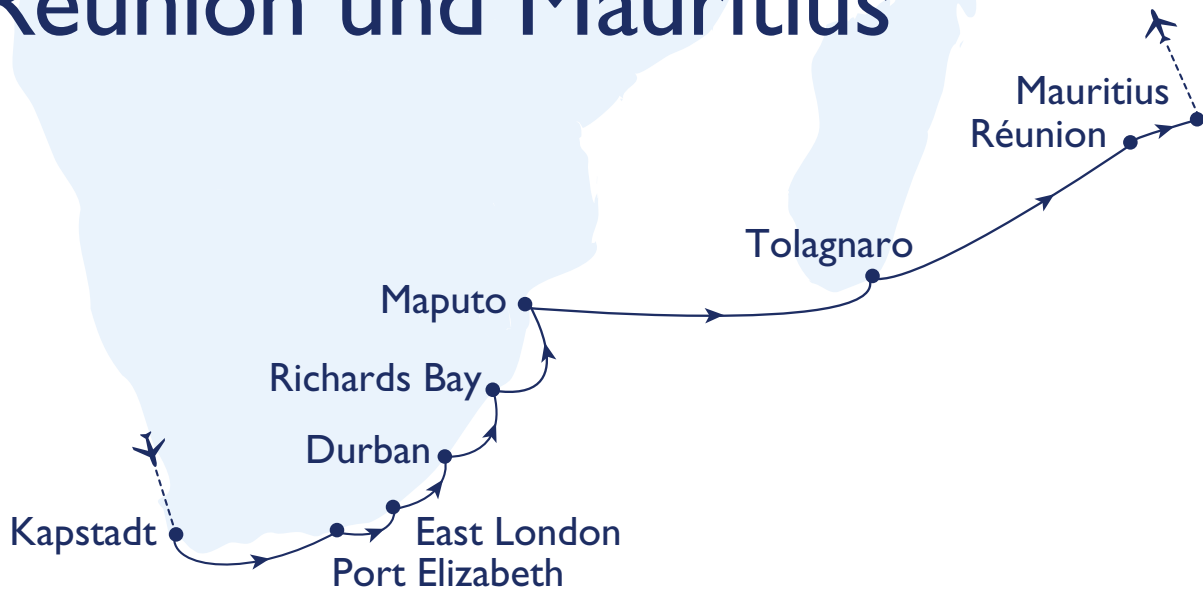 Réunion und Mauritius
Mauritius
Réunion
Tolagnaro
Maputo
Richards Bay
Durban
Kapstadt
East London
Port Elizabeth